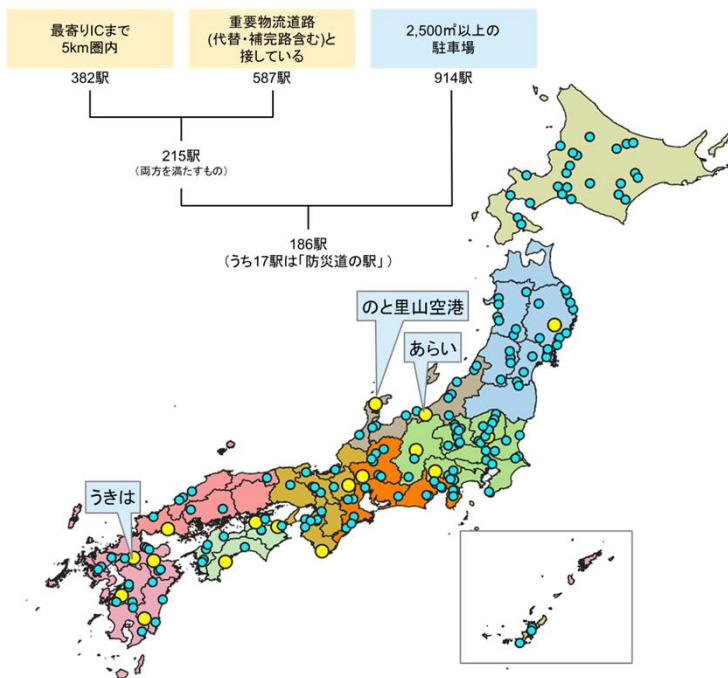 最寄りICまで
5km圏内
重要物流道路
(代替・補完路含む)と
接している
2,500㎡以上の
駐車場
382駅
587駅
914駅
215駅
(両方を満たすもの)
186駅
(うち17駅は「防災道の駅」)
のと里山空港
あらい
うきは